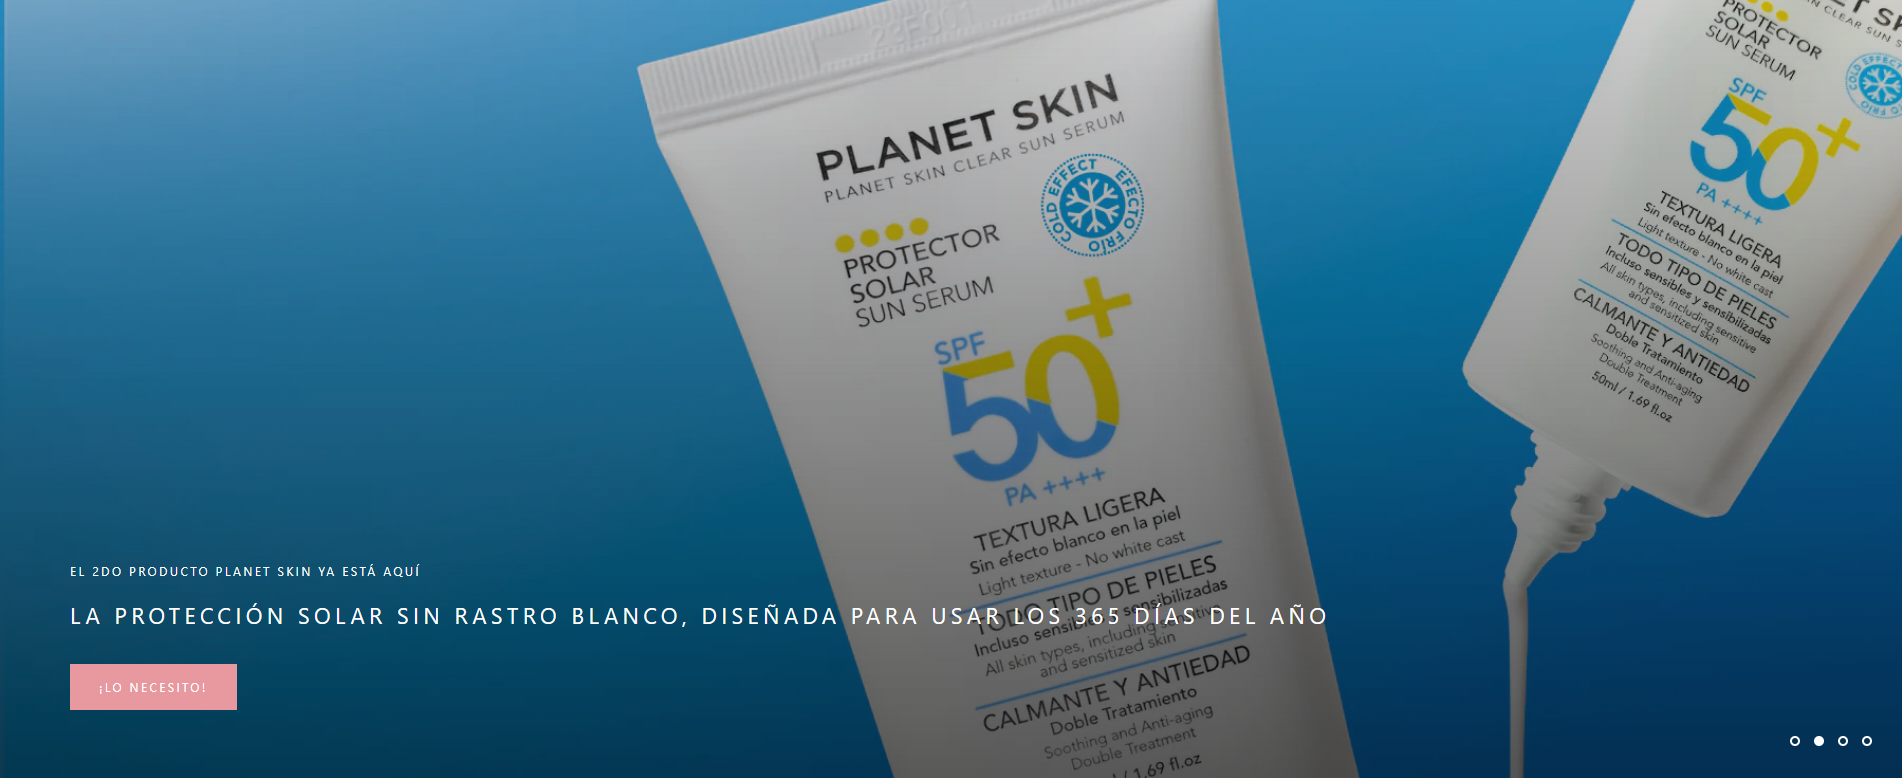 23F001
PLANET SKIN
PLANET SKIN CLEAR SUN SERUM
COLD EFFECT EFECTO FRÍO
PROTECTOR
SOLAR
SUN SERUM
SPF
50+
PA ++++
TEXTURA LIGERA
Sin efecto blanco en la piel
Light texture - No white cast
TODO TIPO DE PIELES
Incluso sensibles y sensibilizadas
All skin types, including sensitive
and sensitized skin
CALMANTE Y ANTIEDAD
Doble Tratamiento
Soothing and Anti-aging
Double Treatment
/ 1.69 fl.oz
SKIN CLEAR SUN
PROTECTOR
SOLAR
SUN SERUM
COLD EFFECT
FRÍO
SPF
50+
PA ++++
TEXTURA LIGERA
Sin efecto blanco en la piel
Light texture - No white cast
TODO TIPO DE PIELES
Incluso sensibles y sensibilizadas
All skin types, including sensitive
and sensitized skin
CALMANTE Y ANTIEDAD
Doble Tratamiento
Soothing and Anti-aging
Double Treatment
50ml / 1.69 fl.oz
EL 2DO PRODUCTO PLANET SKIN YA ESTÁ AQUÍ
LA PROTECCIÓN SOLAR SIN RASTRO BLANCO, DISEÑADA PARA USAR LOS 365 DÍAS DEL AÑO
¡LO NECESITO!